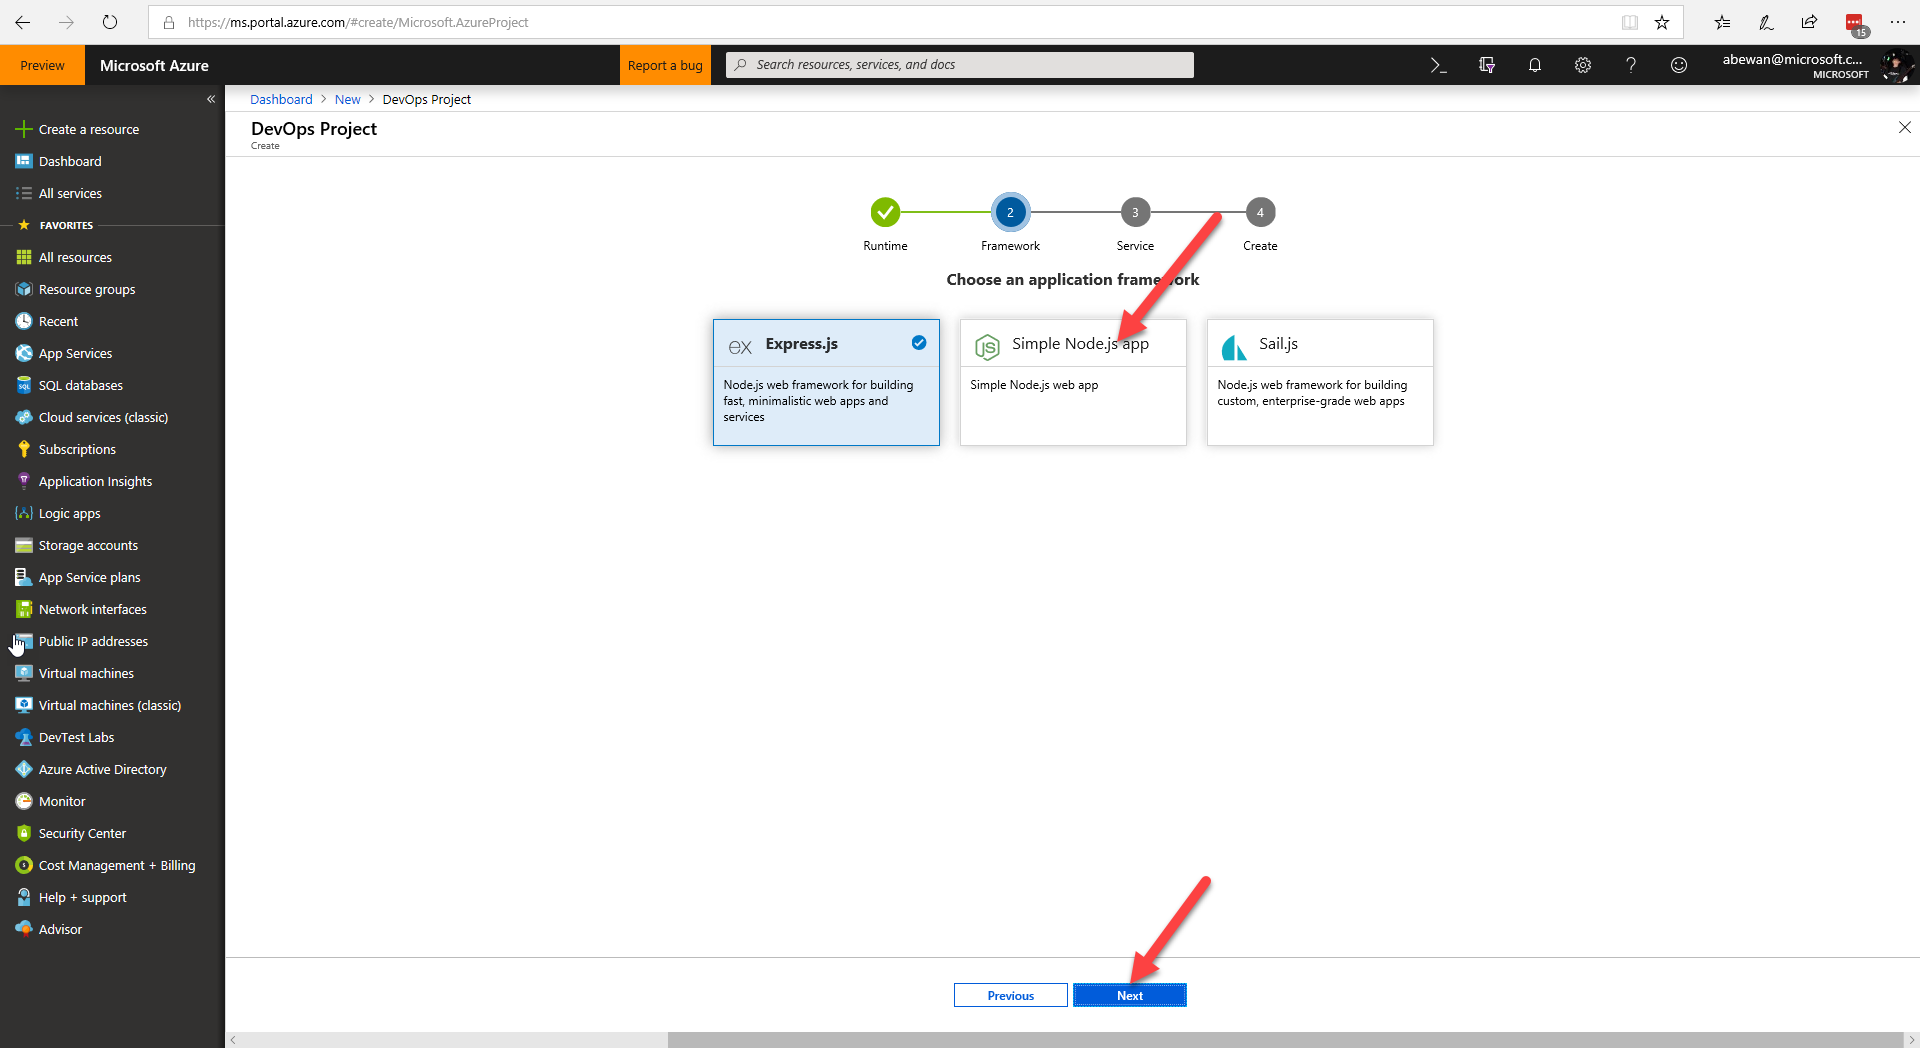 https://ms.portal.azure.com/#create/Microsoft.AzureProject
15
Preview
Microsoft Azure
Report a bug
Search resources, services, and docs
abewan@microsoft.c...
MICROSOFT
Dashboard > New > DevOps Project
DevOps Project
Create
Create a resource
Dashboard
All services
FAVORITES
All resources
Resource groups
Recent
App Services
SQL databases
Cloud services (classic)
Subscriptions
Application Insights
Logic apps
Storage accounts
App Service plans
Network interfaces
Public IP addresses
Virtual machines
Virtual machines (classic)
DevTest Labs
Azure Active Directory
Monitor
Security Center
Cost Management + Billing
Help + support
Advisor
2 3 4
Runtime Framework Service Create
Choose an application framework
ex Express.js
Node.js web framework for building
fast, minimalistic web apps and
services
JS Simple Node.js app
Simple Node.js web app
Sail.js
Node.js web framework for building
custom, enterprise-grade web apps
Previous Next